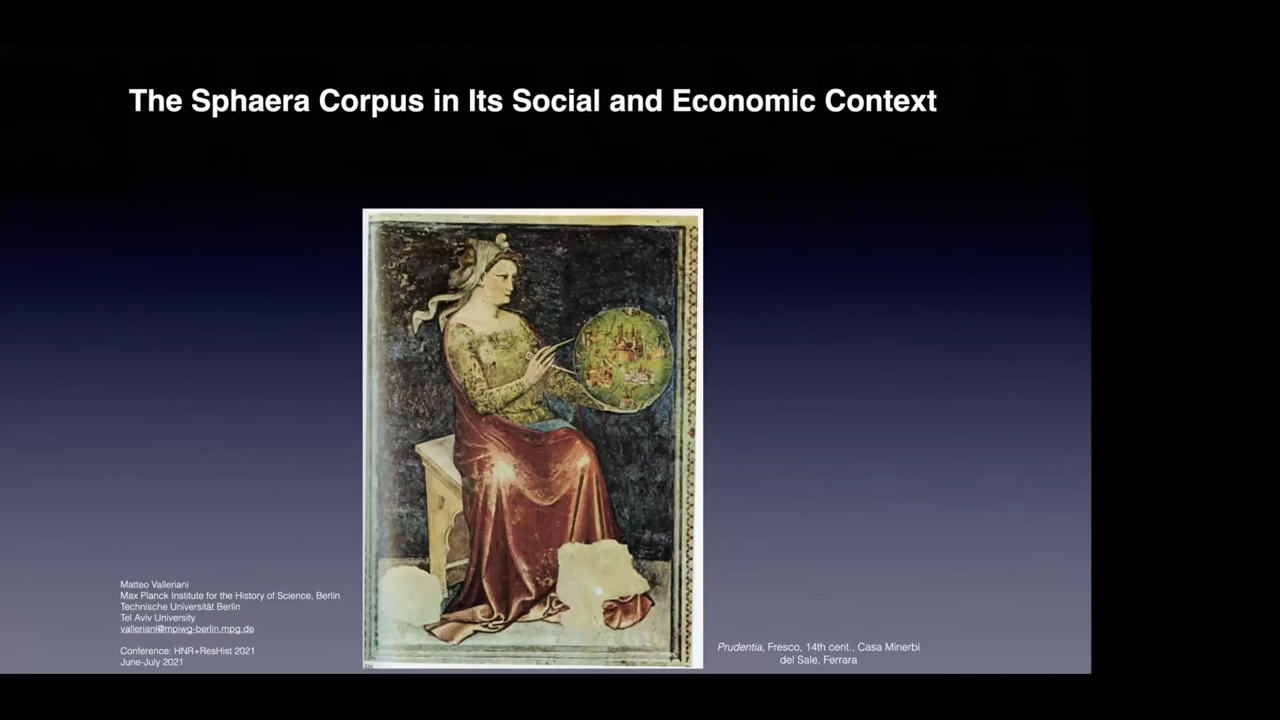 The Sphaera Corpus in Its Social and Economic Context
Matteo Valleriani
Max Planck Institute for the History of Science, Berlin
Technische Universität Berlin
Tel Aviv University
valleriani@mpiwg-berlin.mpg.de
Conference: HNR+ResHist 2021
June-July 2021
Prudentia, Fresco, 14th cent., Casa Minerbi
del Sale, Ferrara